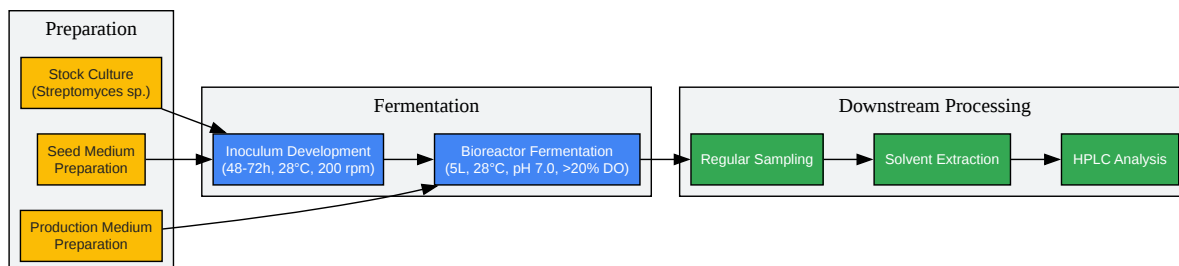 Preparation
Stock Culture
(Streptomyces sp.)
Seed Medium
Preparation
Production Medium
Preparation
Fermentation
Inoculum Development
(48-72h, 28°C, 200 rpm)
Bioreactor Fermentation
(5L, 28°C, pH 7.0, >20% DO)
Downstream Processing
Regular Sampling
Solvent Extraction
HPLC Analysis